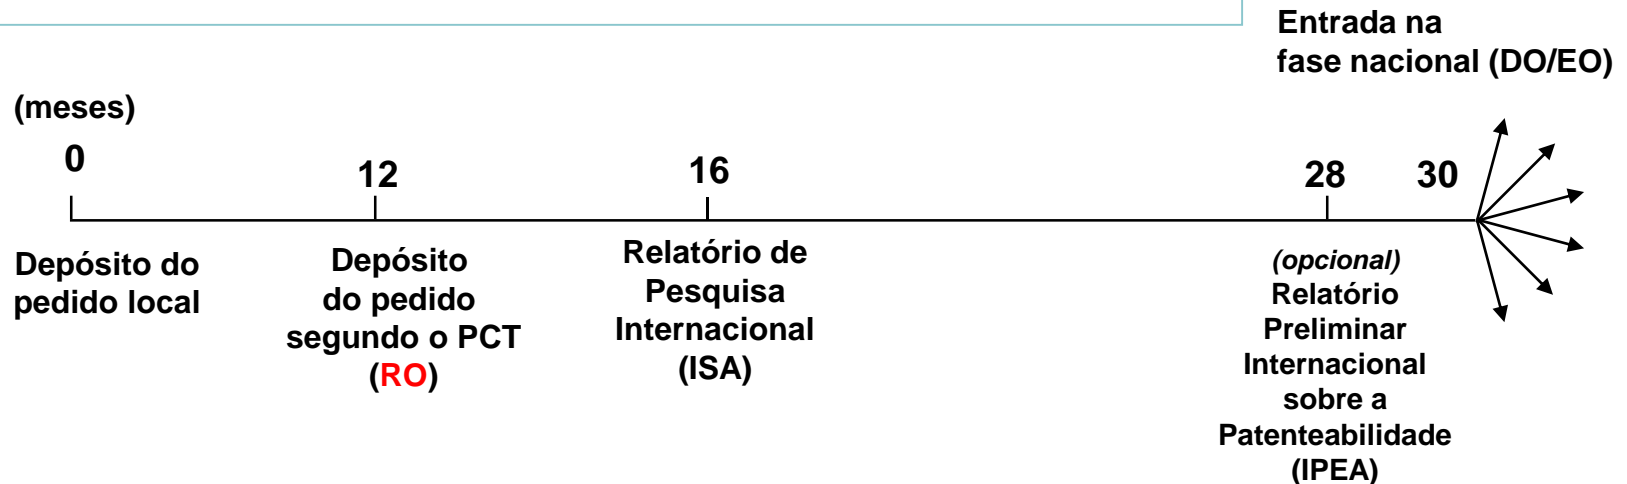 Entrada na
fase nacional (DO/EO)
(meses)
0
12
16
28
30
Depósito do
pedido local
Depósito
do pedido
segundo o PCT
(RO)
Relatório de
Pesquisa
Internacional
(ISA)
(opcional)
Relatório
Preliminar
Internacional
sobre a
Patenteabilidade
(IPEA)